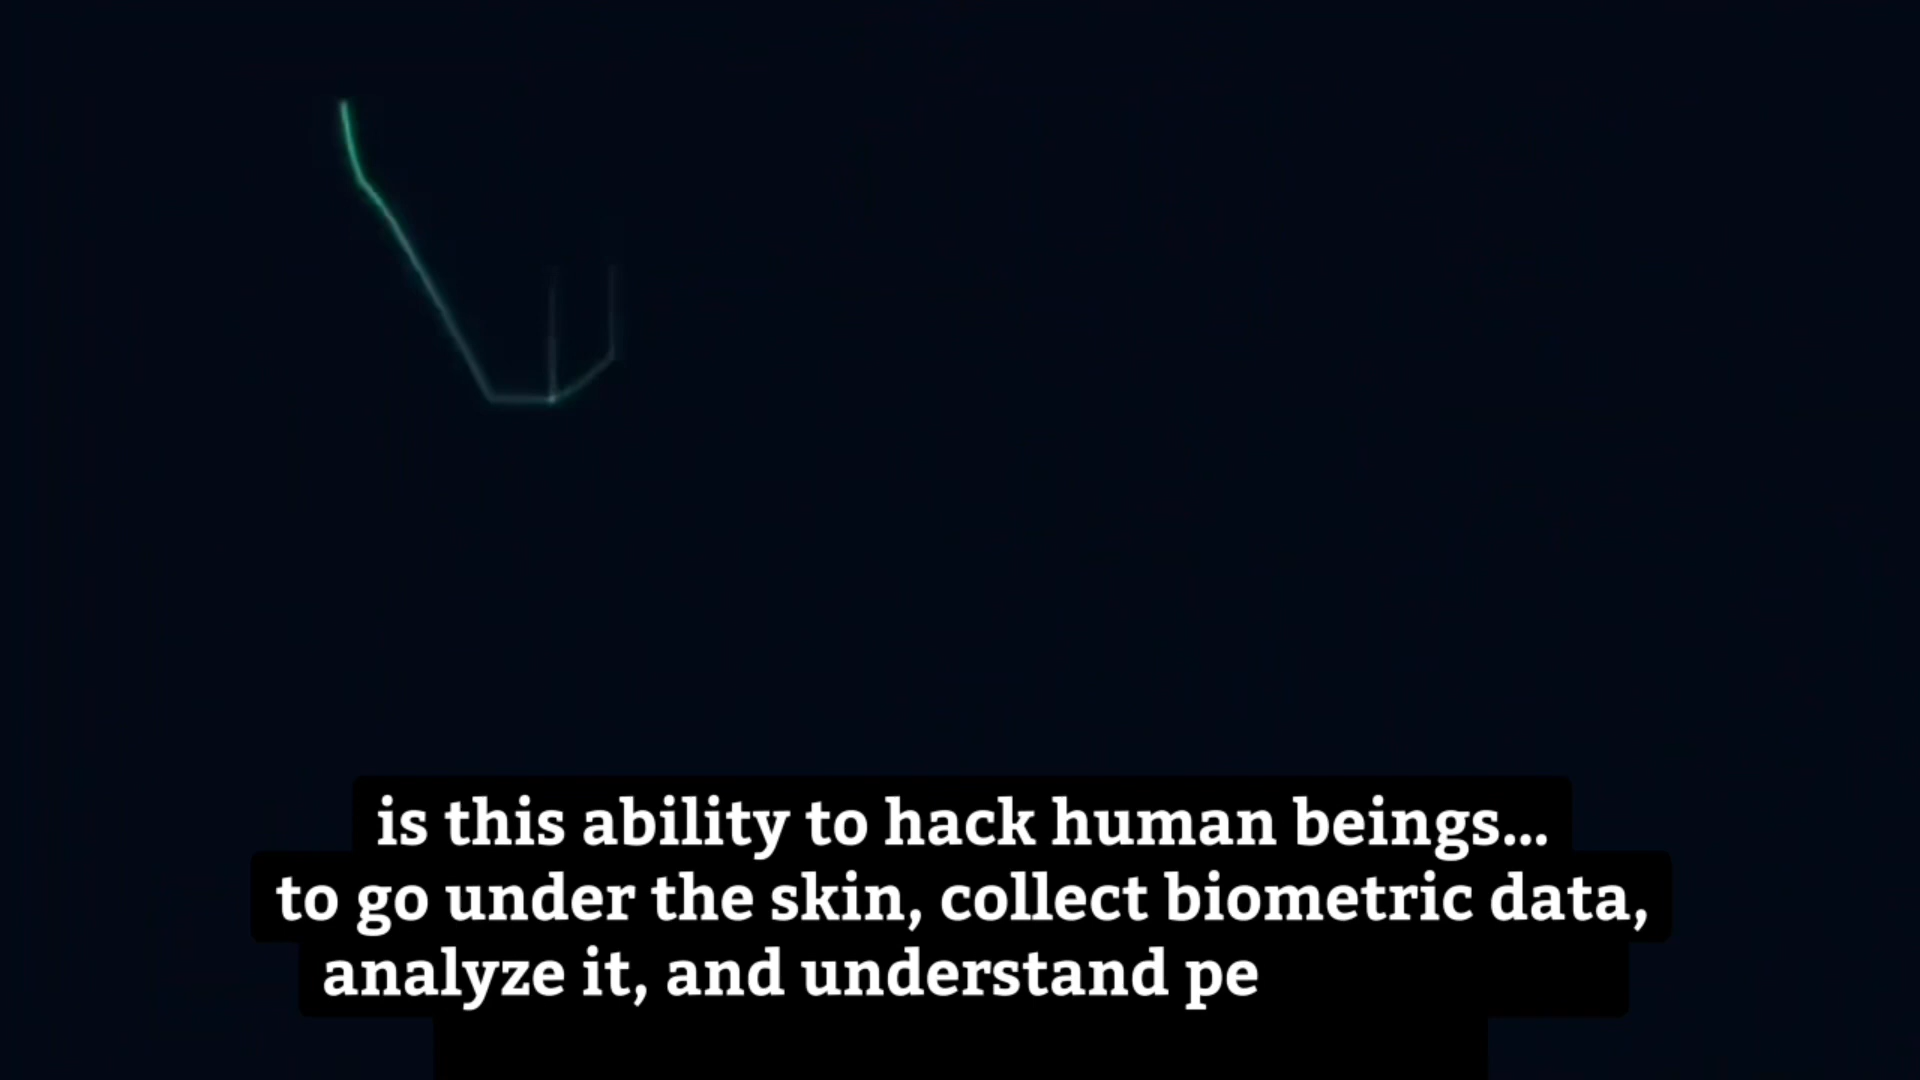 is this ability to hack human beings...
to go under the skin, collect biometric data,
analyze it, and understand pe